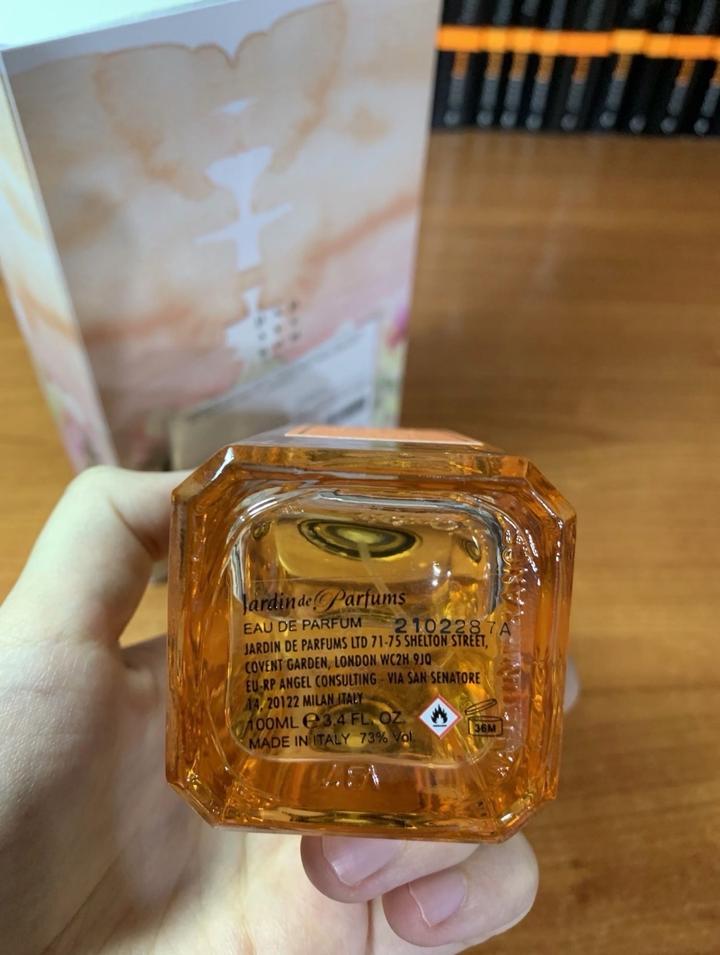 Jardin de Parfums
EAU DE PARFUM 2102287A
JARDIN DE PARFUMS LTD 71-75 SHELTON STREET,
COVENT GARDEN, LONDON WC2H 9JQ
EU-RP ANGEL CONSULTING - VIA SAN SENATORE
14, 20122 MILAN ITALY
100ML ℮ 3.4 FL. OZ.
36M
MADE IN ITALY 73% Vol.